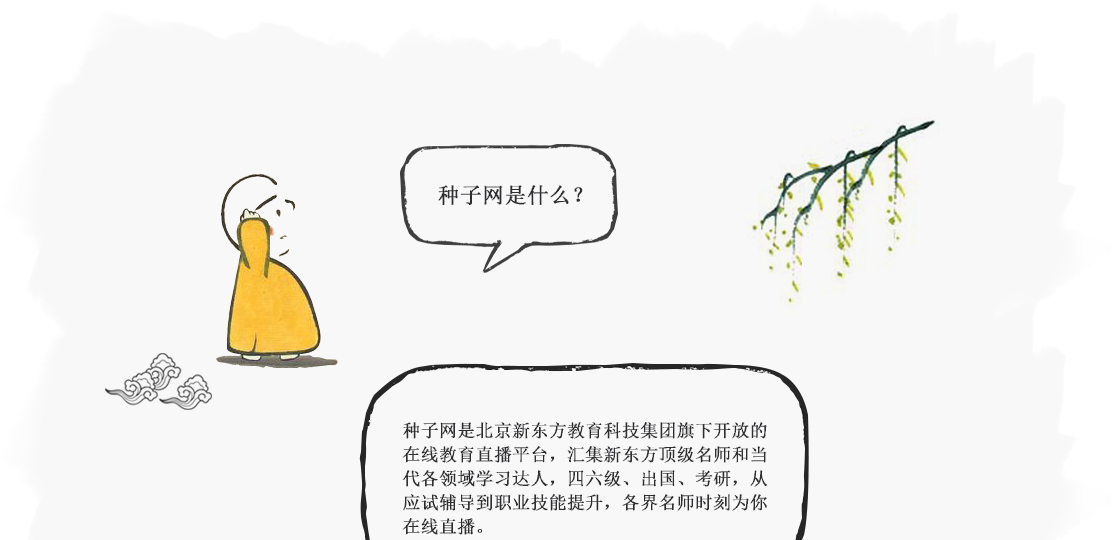 种子网是什么？
种子网是北京新东方教育科技集团旗下开放的
在线教育直播平台，汇集新东方顶级名师和当
代各领域学习达人，四六级、出国、考研，从
应试辅导到职业技能提升，各界名师时刻为你
在线直播。